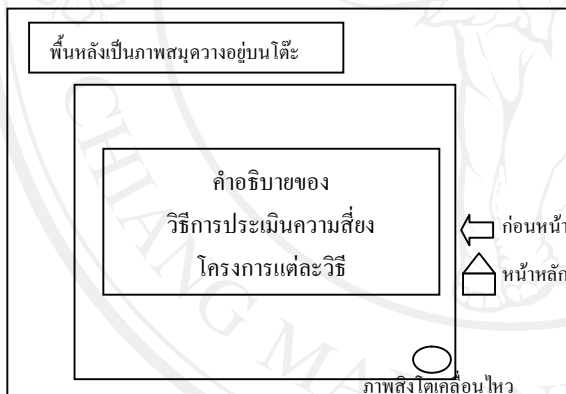 พื้นหลังเป็นภาพสมุดวางอยู่บนโต๊ะ
คำอธิบายของ
วิธีการประเมินความเสี่ยง
โครงการแต่ละวิธี
ก่อนหน้า
หน้าหลัก
ภาพสิงโตเคลื่อนไหว
CHIANG MA